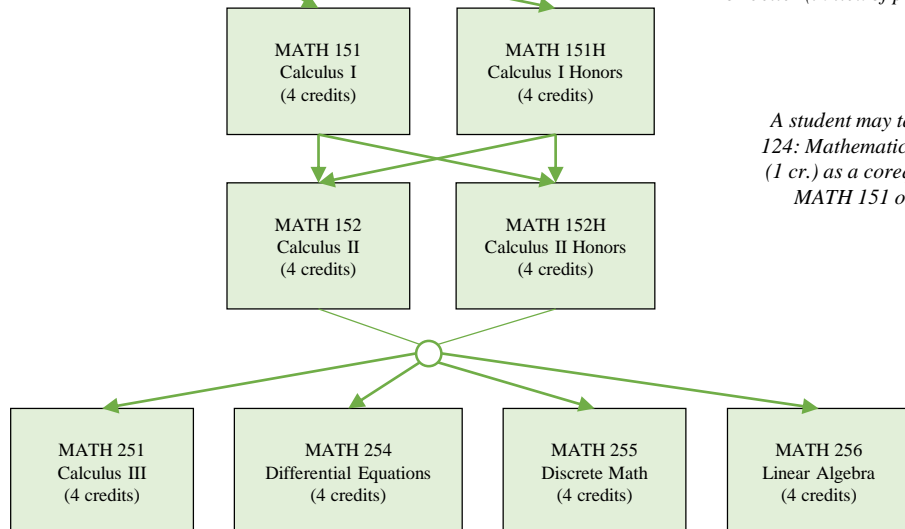 MATH 151
Calculus I
(4 credits)
MATH 151H
Calculus I Honors
(4 credits)
A student may
124: Mathematic
(1 cr.) as a
MATH 151
MATH 152
Calculus II
(4 credits)
MATH 152H
Calculus II Honors
(4 credits)
MATH 251
Calculus III
(4 credits)
MATH 254
Differential Equations
(4 credits)
MATH 255
Discrete Math
(4 credits)
MATH 256
Linear Algebra
(4 credits)